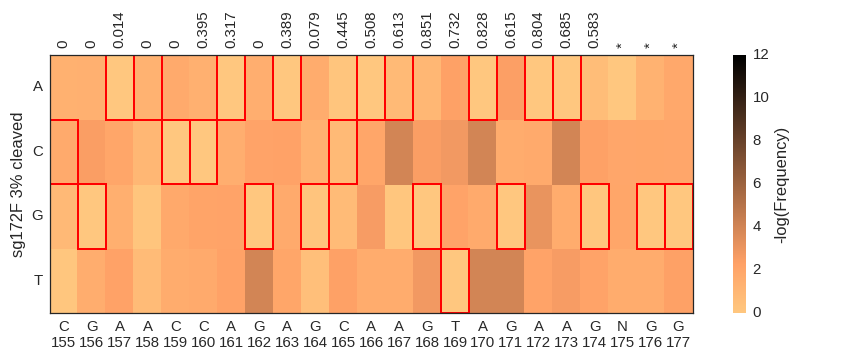 0 0 0.014 0 0 0.395 0.317 0 0.389 0.079 0.445 0.508 0.613 0.851 0.732 0.828 0.615 0.804 0.685 0.583 * * *
sg172F 3% cleaved
A
C
G
T
C G A A C C A G A G C A A G T A G A A G N G G
155 156 157 158 159 160 161 162 163 164 165 166 167 168 169 170 171 172 173 174 175 176 177
12
10
8
6
4
2
0
-log(Frequency)